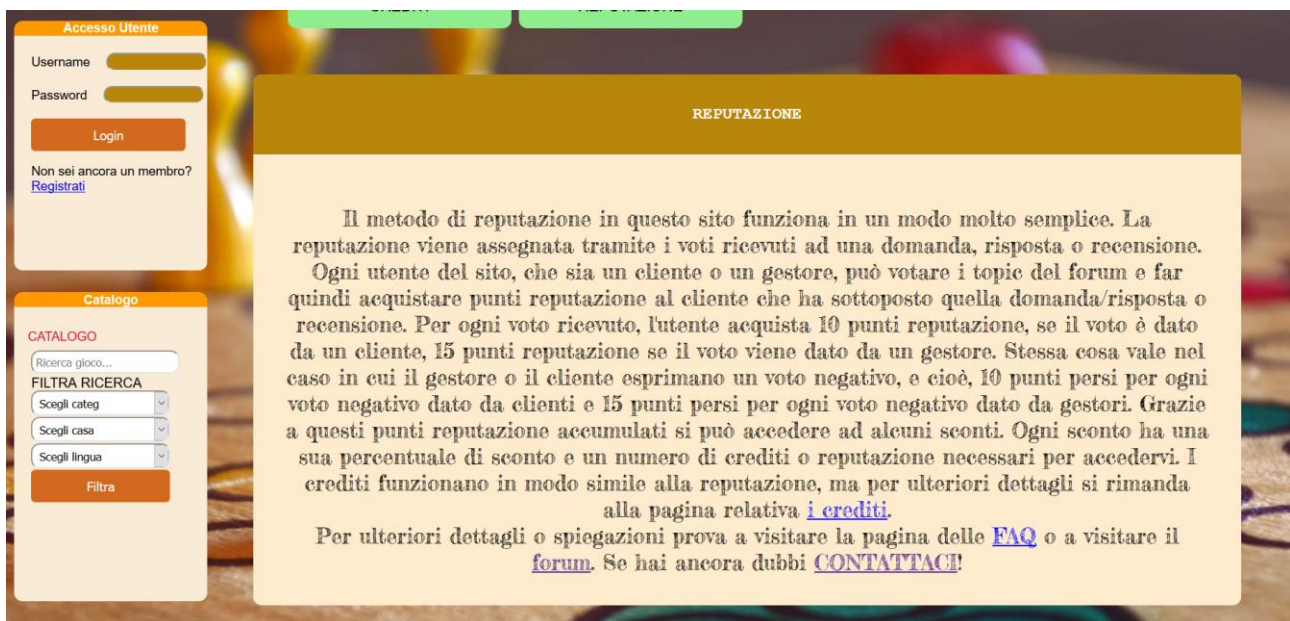 CREDITI
REPUTAZIONE
Accesso Utente
Username
Password
Login
Non sei ancora un membro?
Registrati
Catalogo
CATALOGO
Ricerca gioco...
FILTRA RICERCA
Scegli categ
Scegli casa
Scegli lingua
Filtra
REPUTAZIONE
Il metodo di reputazione in questo sito funziona in un modo molto semplice. La
reputazione viene assegnata tramite i voti ricevuti ad una domanda, risposta o recensione.
Ogni utente del sito, che sia un cliente o un gestore, può votare i topic del forum e far
quindi acquistare punti reputazione al cliente che ha sottoposto quella domanda/risposta o
recensione. Per ogni voto ricevuto, l'utente acquista 10 punti reputazione, se il voto è dato
da un cliente, 15 punti reputazione se il voto viene dato da un gestore. Stessa cosa vale nel
caso in cui il gestore o il cliente esprimano un voto negativo, e cioè, 10 punti persi per ogni
voto negativo dato da clienti e 15 punti persi per ogni voto negativo dato da gestori. Grazie
a questi punti reputazione accumulati si può accedere ad alcuni sconti. Ogni sconto ha una
sua percentuale di sconto e un numero di crediti o reputazione necessari per accedervi. I
crediti funzionano in modo simile alla reputazione, ma per ulteriori dettagli si rimanda
alla pagina relativa i crediti.
Per ulteriori dettagli o spiegazioni prova a visitare la pagina delle FAQ o a visitare il
forum. Se hai ancora dubbi CONTATTACI!